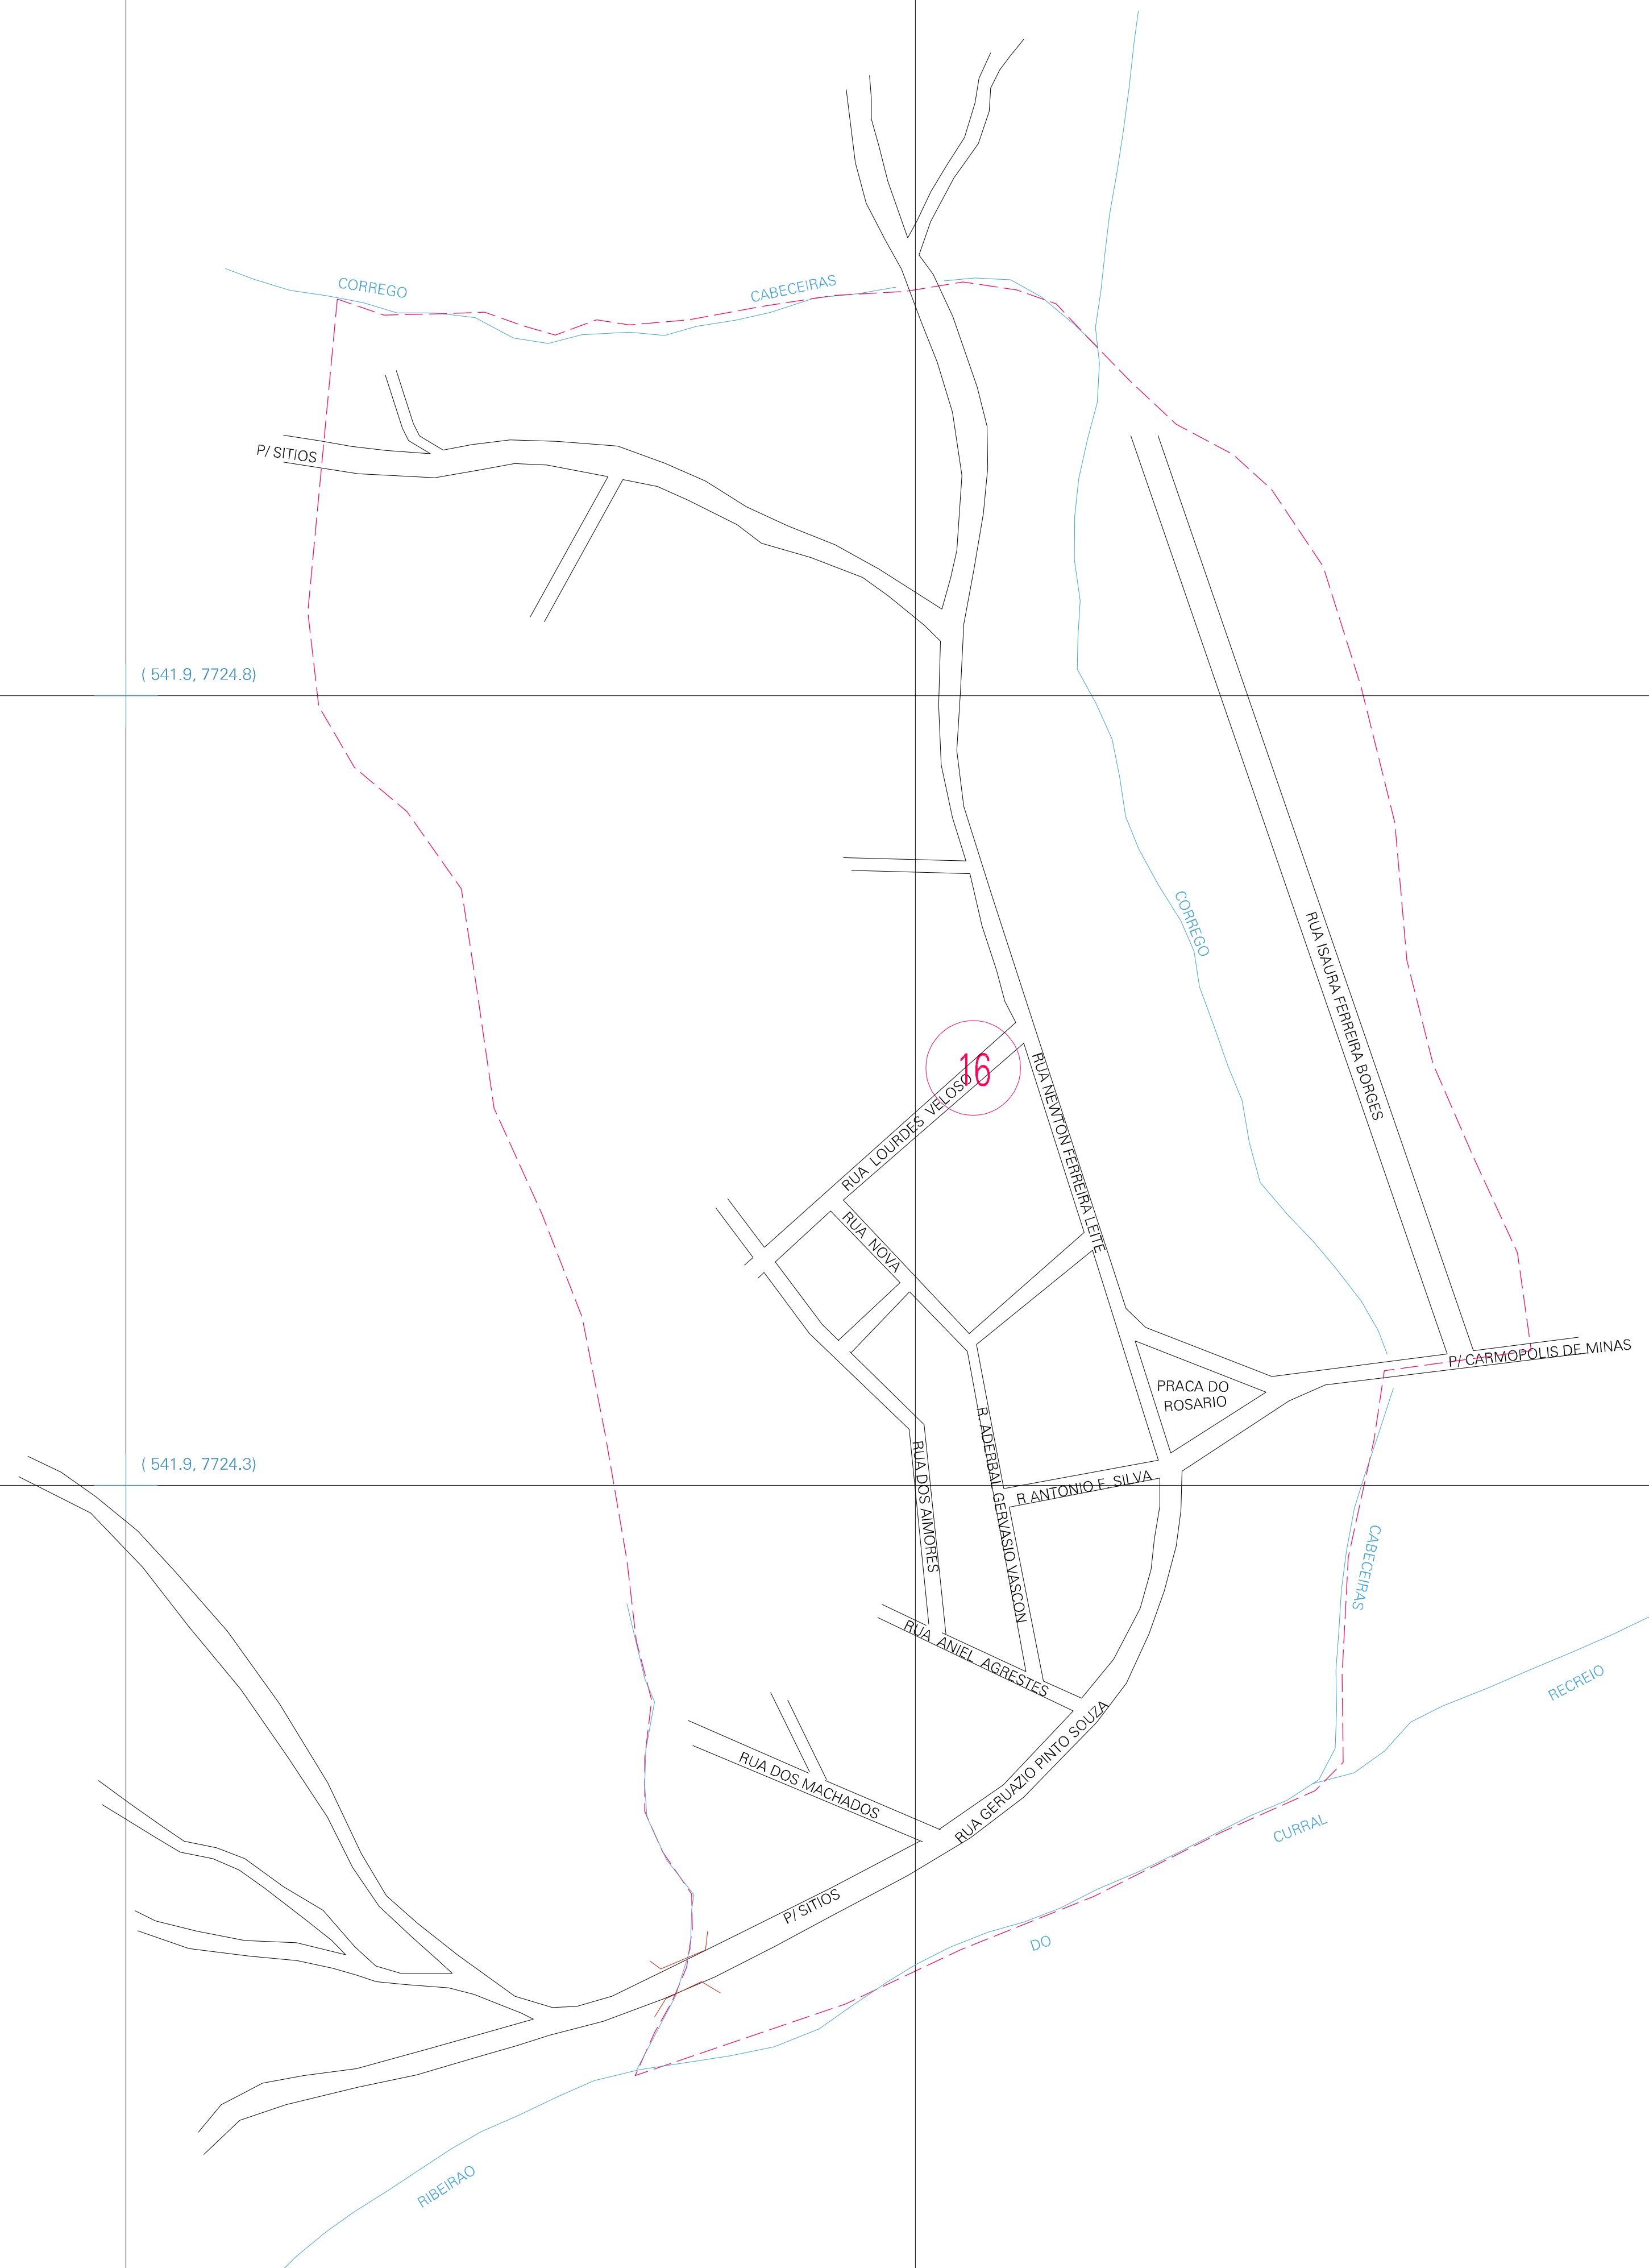 CORREGO
CABECEIRAS
P/ SITIOS
( 541.9, 7724.8)
CORREGO
RUA ISAURA FERREIRA BORGES
16
RUA LOURDES VELOSO
RUA NEWTON FERREIRA LEITE
RUA NOVA
P/ CARMOPOLIS DE MINAS
PRACA DO
ROSARIO
( 541.9, 7724.3)
RUA DOS AIMORES
R. ADERBAL GERVASIO VASCON
R ANTONIO F. SILVA
CABECEIRAS
RUA ANIEL AGRESTES
RECREIO
RUA DOS MACHADOS
RUA GERUAZIO PINTO SOUZA
CURRAL
P/ SITIOS
DO
RIBEIRAO